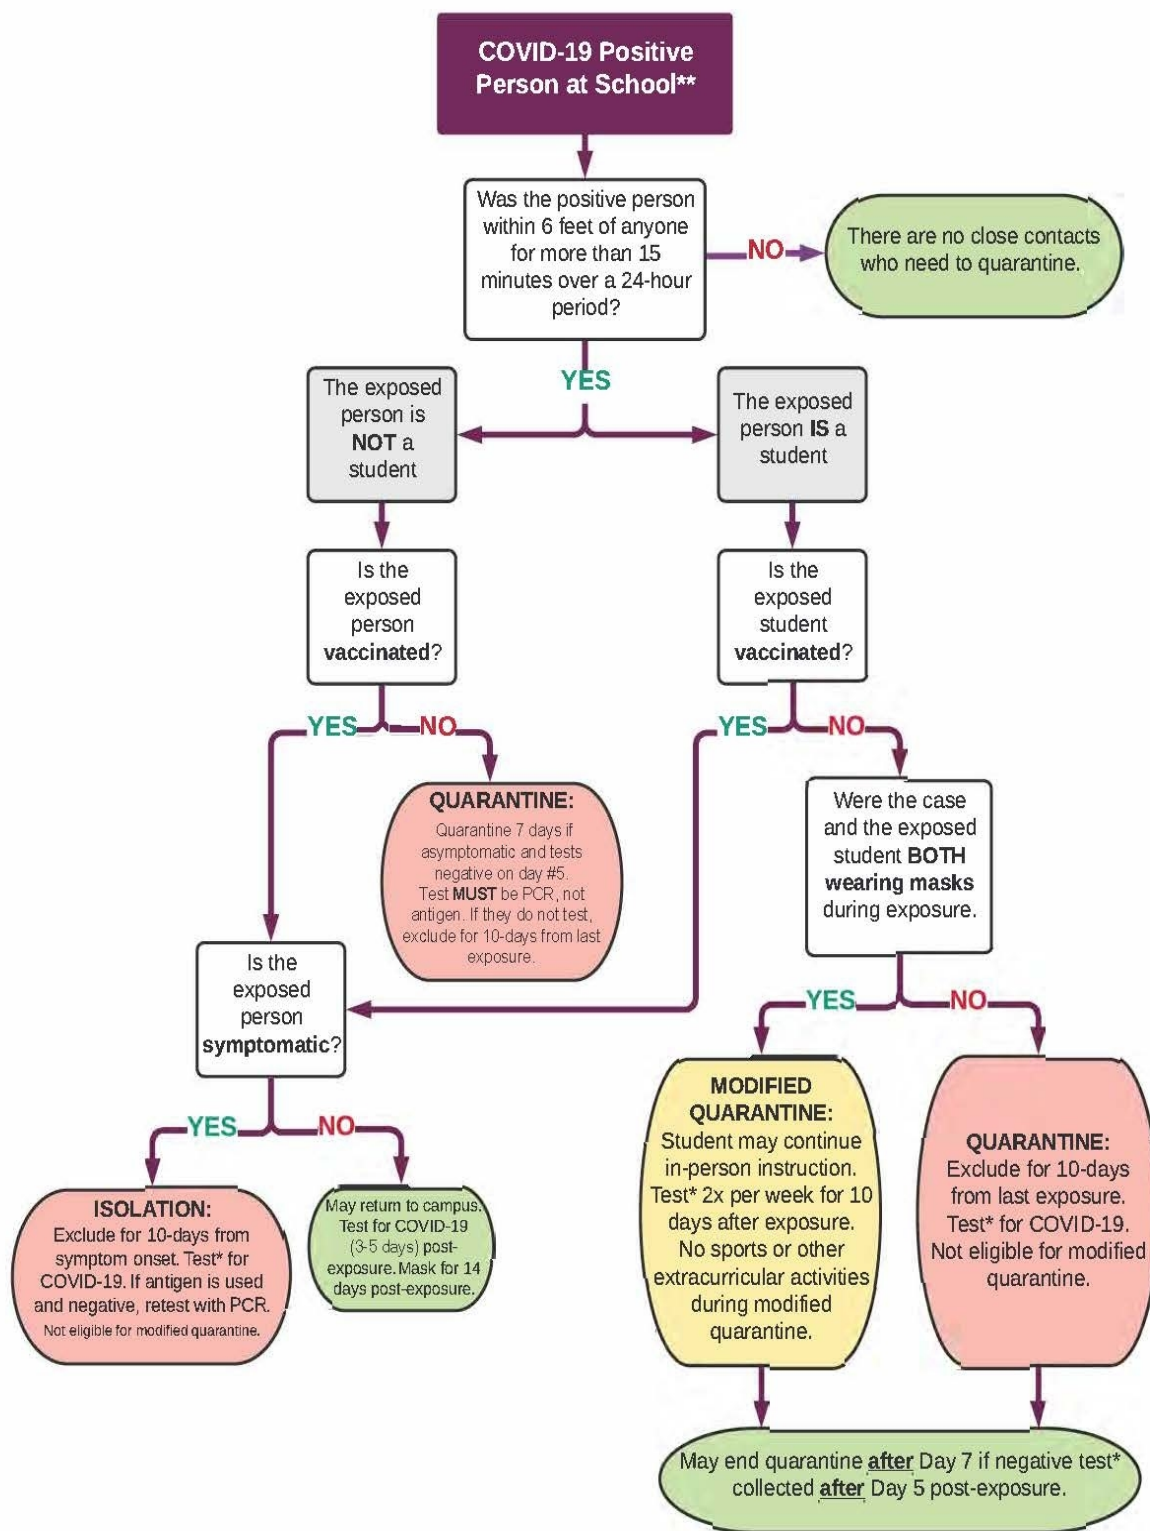 COVID-19 Positive
Person at School**
Was the positive person
within 6 feet of anyone
for more than 15
minutes over a 24-hour
period?
NO
There are no close contacts
who need to quarantine.
YES
The exposed
person is
NOT a
student
The exposed
person IS a
student
Is the
exposed
person
vaccinated?
Is the
exposed
student
vaccinated?
YES
NO
YES
NO
QUARANTINE:
Quarantine 7 days if
asymptomatic and tests
negative on day #5.
Test MUST be PCR, not
antigen. If they do not test,
exclude for 10-days from last
exposure.
Were the case
and the exposed
student BOTH
wearing masks
during exposure.
Is the
exposed
person
symptomatic?
YES
NO
YES
NO
ISOLATION:
Exclude for 10-days from
symptom onset. Test* for
COVID-19. If antigen is used
and negative, retest with PCR.
Not eligible for modified quarantine.
May return to campus.
Test for COVID-19
(3-5 days) post-
exposure. Mask for 14
days post-exposure.
MODIFIED
QUARANTINE:
Student may continue
in-person instruction.
Test* 2x per week for 10
days after exposure.
No sports or other
extracurricular activities
during modified
quarantine.
QUARANTINE:
Exclude for 10-days
from last exposure.
Test* for COVID-19.
Not eligible for modified
quarantine.
May end quarantine after Day 7 if negative test*
collected after Day 5 post-exposure.